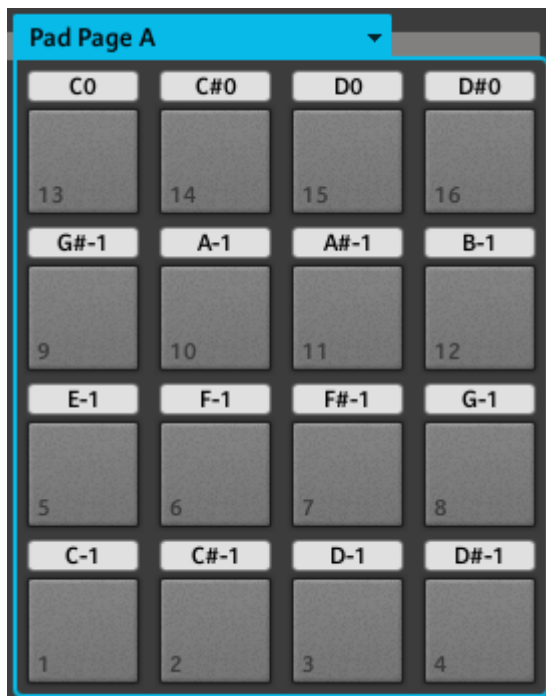 Pad Page A
C0 C#0 D0 D#0
13 14 15 16
G#-1 A-1 A#-1 B-1
9 10 11 12
E-1 F-1 F#-1 G-1
5 6 7 8
C-1 C#-1 D-1 D#-1
1 2 3 4